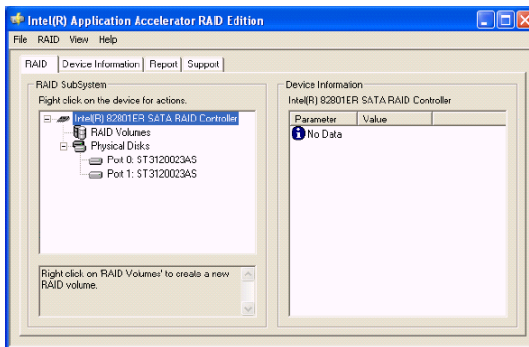 Intel(R) Application Accelerator RAID Edition
File RAID View Help
RAID Device Information Report Support
RAID SubSystem
Right click on the device for actions.
Intel(R) 82801ER SATA RAID Controller
RAID Volumes
Physical Disks
Port 0: ST3120023AS
Port 1: ST3120023AS
Right click on 'RAID Volumes' to create a new
RAID volume.
Device Information
Intel(R) 82801ER SATA RAID Controller
Parameter Value
No Data